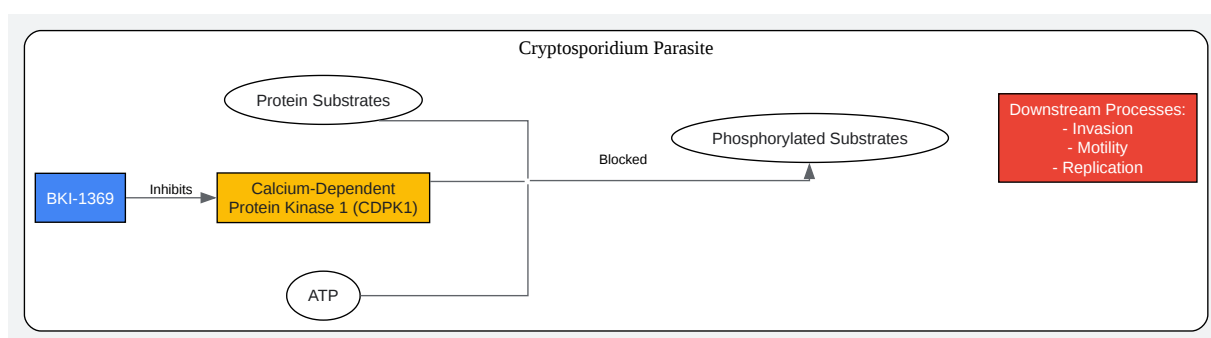 Cryptosporidium Parasite
Protein Substrates
Phosphorylated Substrates
Downstream Processes:
- Invasion
- Motility
- Replication
Blocked
BKI-1369
Inhibits
Calcium-Dependent
Protein Kinase 1 (CDPK1)
ATP